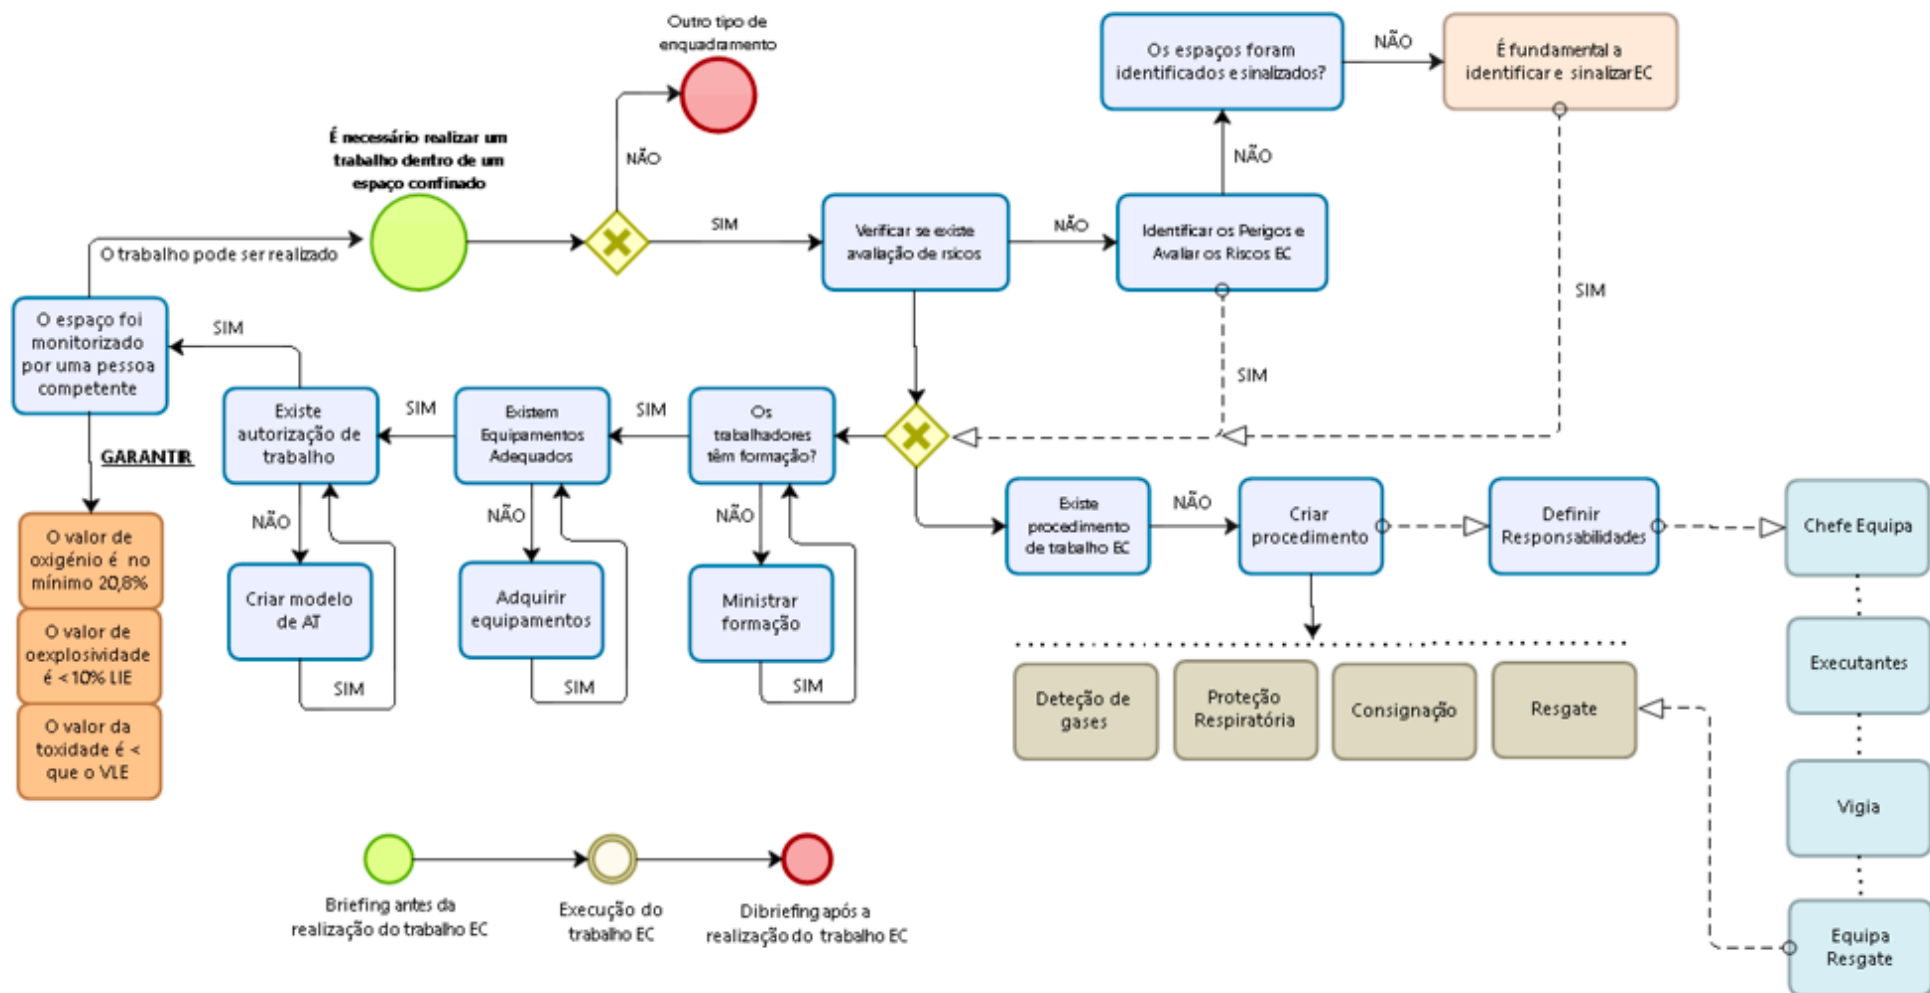 Outro tipo de
enquadramento
Os espaços foram
identificados e sinalizados?
NÃO
É fundamental a
identificar e sinalizar EC
É necessário realizar um
trabalho dentro de um
espaço confinado
NÃO
NÃO
SIM
Verificar se existe
avaliação de rsicos
NÃO
Identificar os Perigos e
Avaliar os Riscos EC
O trabalho pode ser realizado
SIM
O espaço foi
monitorizado
por uma pessoa
competente
SIM
SIM
Existe
autorização de
trabalho
SIM
Existem
Equipamentos
Adequados
SIM
Os
trabalhadores
têm formação?
GARANTIR
NÃO
NÃO
NÃO
Existe
procedimento
de trabalho EC
NÃO
Criar
procedimento
Definir
Responsabilidades
Chefe Equipa
O valor de
oxigénio é no
mínimo 20,8%
Criar modelo
de AT
Adquirir
equipamentos
Ministrar
formação
O valor de
oexplosividade
é <10% LIE
SIM
SIM
SIM
Executantes
O valor da
toxidade é <
que o VLE
Deteção de
gases
Proteção
Respiratória
Consignação
Resgate
Vigia
Briefing antes da
realização do trabalho EC
Execução do
trabalho EC
Dibriefing após a
realização do trabalho EC
Equipa
Resgate